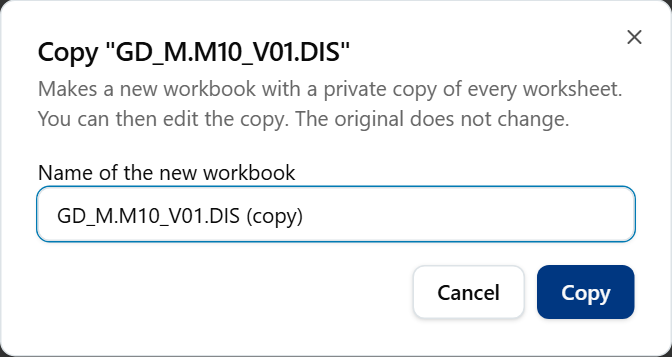 Copy "GD_M.M10_V01.DIS"
Makes a new workbook with a private copy of every worksheet.
You can then edit the copy. The original does not change.
Name of the new workbook
GD_M.M10_V01.DIS (copy)
Cancel
Copy